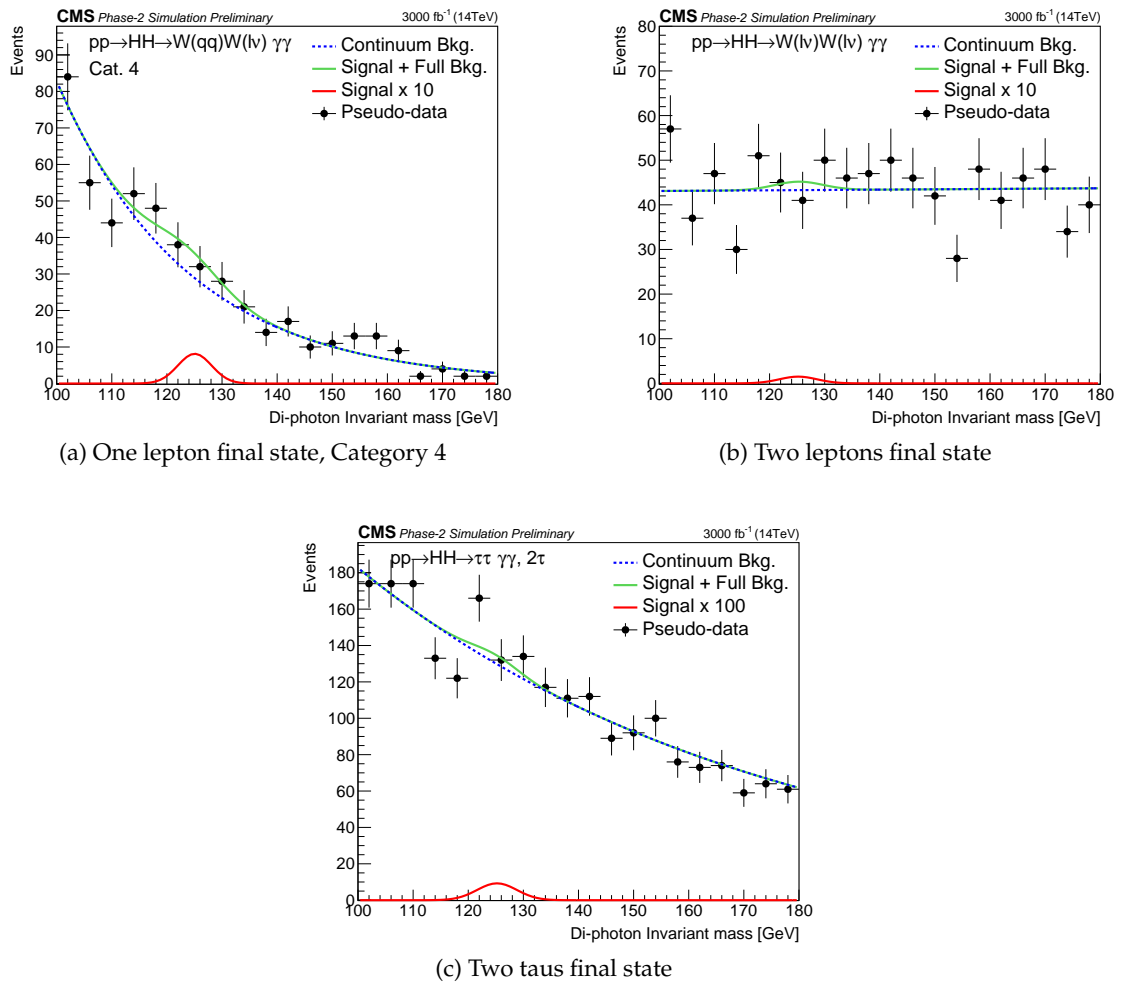 CMS Phase-2 Simulation Preliminary 3000 fb⁻¹ (14TeV)
Events
pp→HH→W(qq)W(lν) γγ
Cat. 4
Continuum Bkg.
Signal + Full Bkg.
Signal x 10
Pseudo-data
90
80
70
60
50
40
30
20
10
0
100 110 120 130 140 150 160 170 180
Di-photon Invariant mass [GeV]
(a) One lepton final state, Category 4
CMS Phase-2 Simulation Preliminary 3000 fb⁻¹ (14TeV)
Events
pp→HH→W(lν)W(lν) γγ
Continuum Bkg.
Signal + Full Bkg.
Signal x 10
Pseudo-data
80
70
60
50
40
30
20
10
0
100 110 120 130 140 150 160 170 180
Di-photon Invariant mass [GeV]
(b) Two leptons final state
CMS Phase-2 Simulation Preliminary 3000 fb⁻¹ (14TeV)
Events
pp→HH→ττ γγ, 2τ
Continuum Bkg.
Signal + Full Bkg.
Signal x 100
Pseudo-data
180
160
140
120
100
80
60
40
20
0
100 110 120 130 140 150 160 170 180
Di-photon Invariant mass [GeV]
(c) Two taus final state